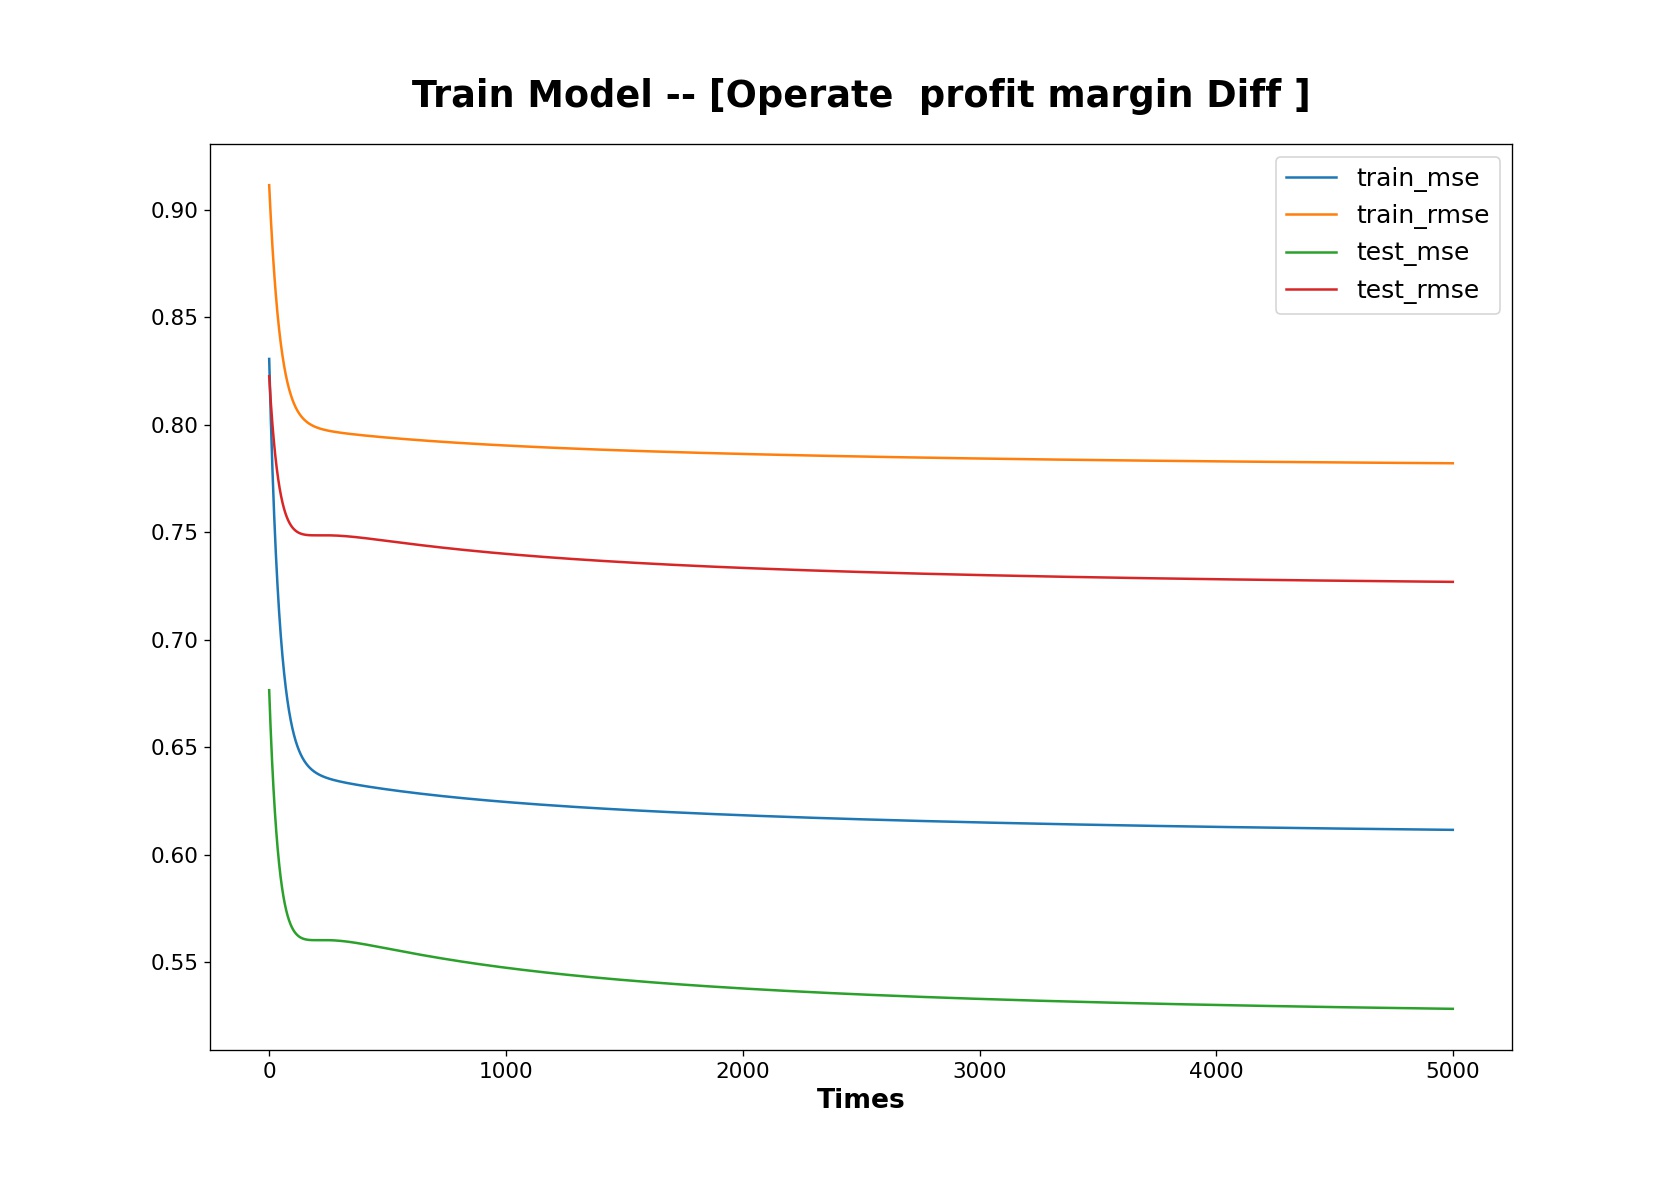 Train Model -- [Operate  profit margin Diff ]
train_mse
train_rmse
test_mse
test_rmse
0.90
0.85
0.80
0.75
0.70
0.65
0.60
0.55
0 1000 2000 3000 4000 5000
Times